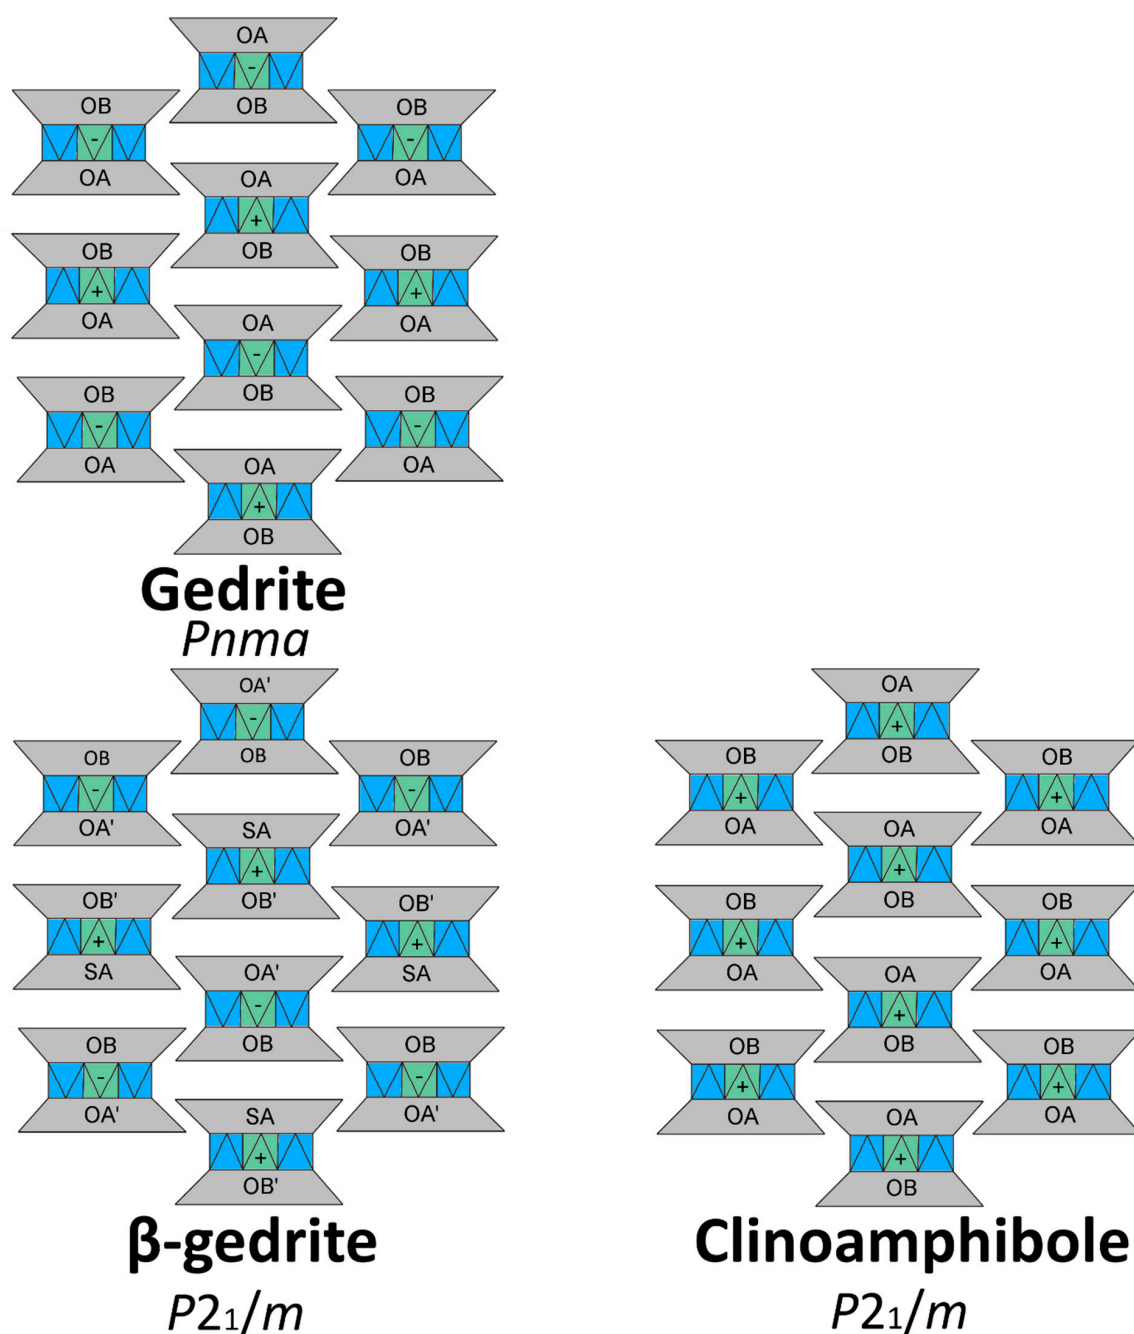 OA
-
OB
OB
-
OA
OB
-
OA
OA
+
OB
OB
+
OA
OB
+
OA
OA
-
OB
OB
-
OA
OB
-
OA
OA
+
OB
Gedrite
Pnma
OA'
-
OB
OB
-
OA'
OB
-
OA'
SA
+
OB'
OB'
+
SA
OB'
+
SA
OA'
-
OB
OB
-
OA'
OB
-
OA'
SA
+
OB'
β-gedrite
P2₁/m
OA
+
OB
OB
+
OA
OB
+
OA
OA
+
OB
OB
+
OA
OB
+
OA
OA
+
OB
OB
+
OA
OB
+
OA
OA
+
OB
Clinoamphibole
P2₁/m